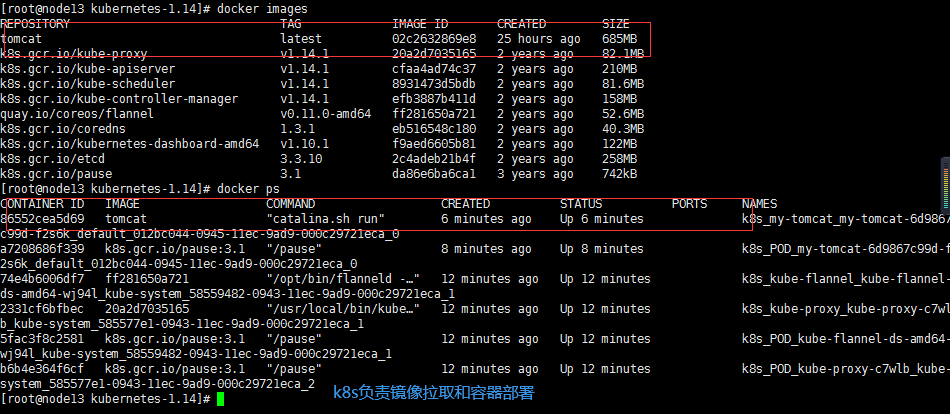 [root@node13 kubernetes-1.14]# docker images
REPOSITORY TAG IMAGE ID CREATED SIZE
tomcat latest 02c2632869e8 25 hours ago 685MB
k8s.gcr.io/kube-proxy v1.14.1 20a2d7035165 2 years ago 82.1MB
k8s.gcr.io/kube-apiserver v1.14.1 cfaa4ad74c37 2 years ago 210MB
k8s.gcr.io/kube-scheduler v1.14.1 8931473d5bdb 2 years ago 81.6MB
k8s.gcr.io/kube-controller-manager v1.14.1 efb3887b411d 2 years ago 158MB
quay.io/coreos/flannel v0.11.0-amd64 ff281650a721 2 years ago 52.6MB
k8s.gcr.io/coredns 1.3.1 eb516548c180 2 years ago 40.3MB
k8s.gcr.io/kubernetes-dashboard-amd64 v1.10.1 f9aed6605b81 2 years ago 122MB
k8s.gcr.io/etcd 3.3.10 2c4adeb21b4f 2 years ago 258MB
k8s.gcr.io/pause 3.1 da86e6ba6ca1 3 years ago 742kB
[root@node13 kubernetes-1.14]# docker ps
CONTAINER ID IMAGE COMMAND CREATED STATUS PORTS NAMES
86552cea5d69 tomcat "catalina.sh run" 6 minutes ago Up 6 minutes k8s_my-tomcat_my-tomcat-6d9867
c99d-f2s6k_default_012bc044-0945-11ec-9ad9-000c29721eca_0
a7208686f339 k8s.gcr.io/pause:3.1 "/pause" 8 minutes ago Up 8 minutes k8s_POD_my-tomcat-6d9867c99d-f
2s6k_default_012bc044-0945-11ec-9ad9-000c29721eca_0
74e4b6006df7 ff281650a721 "/opt/bin/flanneld -…" 12 minutes ago Up 12 minutes k8s_kube-flannel_kube-flannel-
ds-amd64-wj94l_kube-system_58559482-0943-11ec-9ad9-000c29721eca_1
2331cf6bfbec 20a2d7035165 "/usr/local/bin/kube…" 12 minutes ago Up 12 minutes k8s_kube-proxy_kube-proxy-c7wl
b_kube-system_585577e1-0943-11ec-9ad9-000c29721eca_1
5fac3f8c2581 k8s.gcr.io/pause:3.1 "/pause" 12 minutes ago Up 12 minutes k8s_POD_kube-flannel-ds-amd64-
wj94l_kube-system_58559482-0943-11ec-9ad9-000c29721eca_1
b6b4e364f6cf k8s.gcr.io/pause:3.1 "/pause" 12 minutes ago Up 12 minutes k8s_POD_kube-proxy-c7wlb_kube-
system_585577e1-0943-11ec-9ad9-000c29721eca_2
[root@node13 kubernetes-1.14]#
k8s负责镜像拉取和容器部署